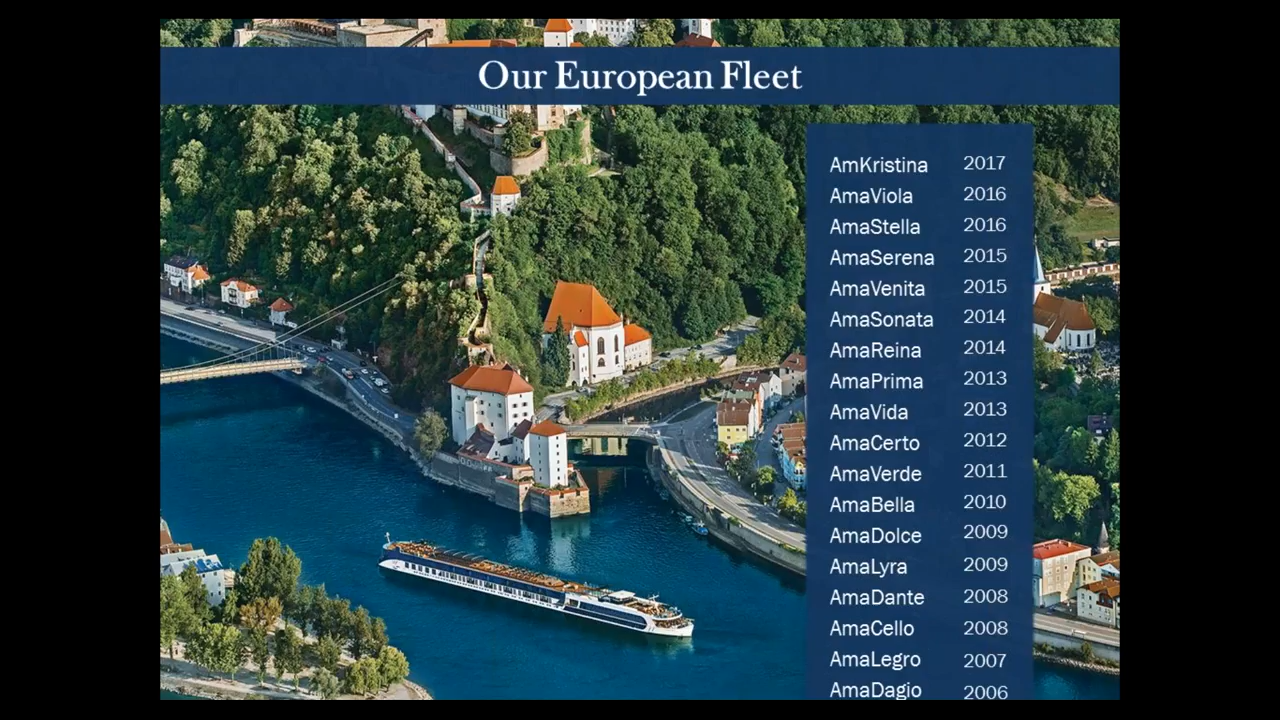 Our European Fleet
AmKristina 2017
AmaViola 2016
AmaStella 2016
AmaSerena 2015
AmaVenita 2015
AmaSonata 2014
AmaReina 2014
AmaPrima 2013
AmaVida 2013
AmaCerto 2012
AmaVerde 2011
AmaBella 2010
AmaDolce 2009
AmaLyra 2009
AmaDante 2008
AmaCello 2008
AmaLegro 2007
AmaDagio 2006